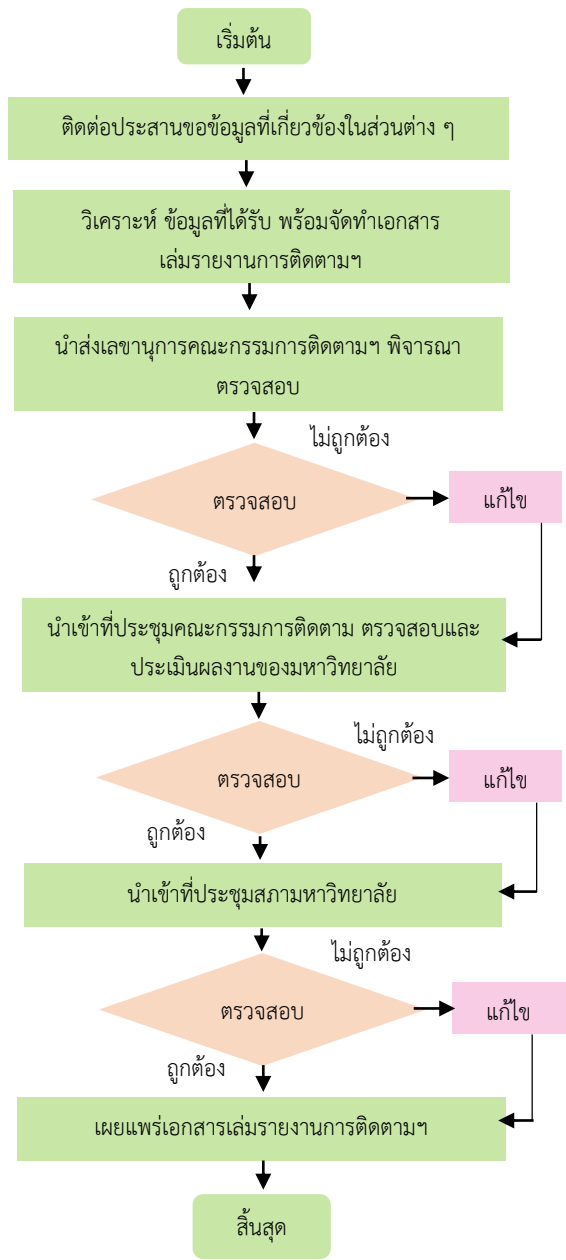 เริ่มต้น
ติดต่อประสานขอข้อมูลที่เกี่ยวข้องในส่วนต่าง ๆ
วิเคราะห์ ข้อมูลที่ได้รับ พร้อมจัดทำเอกสาร
เล่มรายงานการติดตามฯ
นำส่งเลขานุการคณะกรรมการติดตามฯ พิจารณา
ตรวจสอบ
ไม่ถูกต้อง
ตรวจสอบ
แก้ไข
ถูกต้อง
นำเข้าที่ประชุมคณะกรรมการติดตาม ตรวจสอบและ
ประเมินผลงานของมหาวิทยาลัย
ไม่ถูกต้อง
ตรวจสอบ
แก้ไข
ถูกต้อง
นำเข้าที่ประชุมสภามหาวิทยาลัย
ไม่ถูกต้อง
ตรวจสอบ
แก้ไข
ถูกต้อง
เผยแพร่เอกสารเล่มรายงานการติดตามฯ
สิ้นสุด